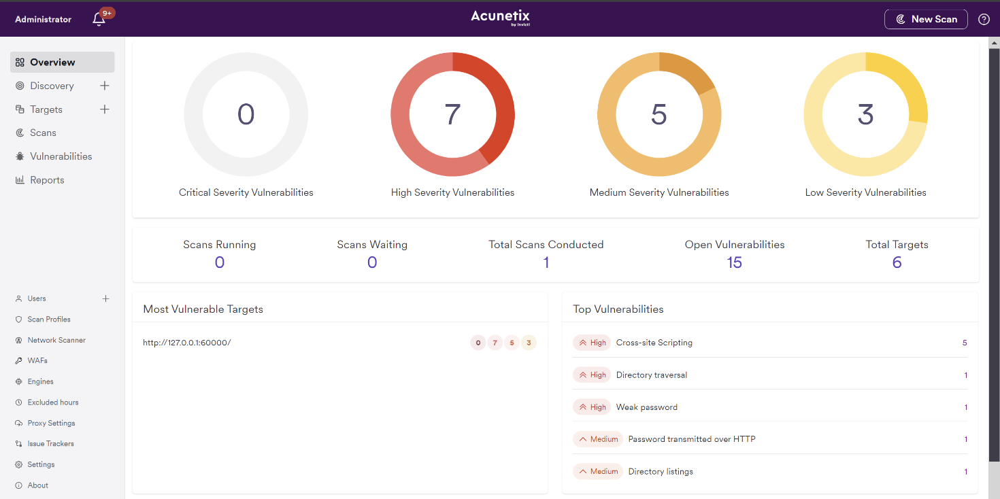 Administrator
9+
Acunetix
by Invicti
New Scan
?
Overview
Discovery
Targets
Scans
Vulnerabilities
Reports
Users
Scan Profiles
Network Scanner
WAFs
Engines
Excluded hours
Proxy Settings
Issue Trackers
Settings
About
0
7
5
3
Critical Severity Vulnerabilities
High Severity Vulnerabilities
Medium Severity Vulnerabilities
Low Severity Vulnerabilities
Scans Running
0
Scans Waiting
0
Total Scans Conducted
1
Open Vulnerabilities
15
Total Targets
6
Most Vulnerable Targets
http://127.0.0.1:60000/ 0 7 5 3
Top Vulnerabilities
High Cross-site Scripting 5
High Directory traversal 1
High Weak password 1
Medium Password transmitted over HTTP 1
Medium Directory listings 1